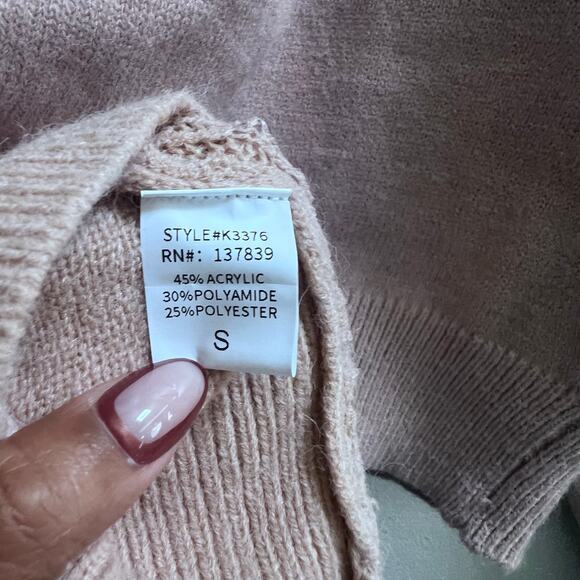 STYLE#K3376
RN#: 137839
45% ACRYLIC
30%POLYAMIDE
25%POLYESTER
S